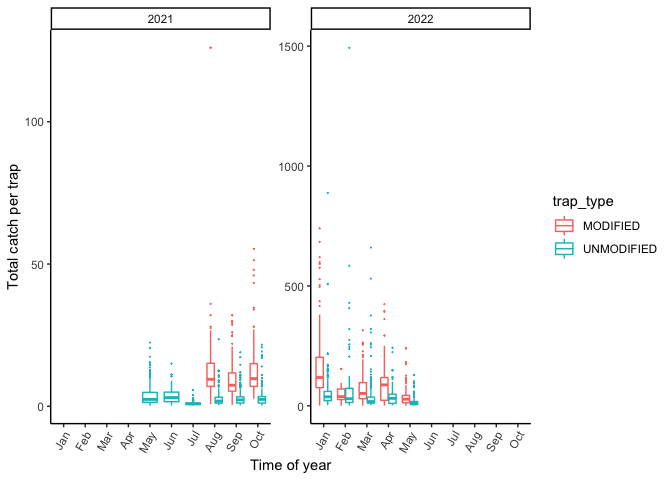 2021
2022
Total catch per trap
100
50
0
1500
1000
500
0
Jan Feb Mar Apr May Jun Jul Aug Sep Oct
Jan Feb Mar Apr May Jun Jul Aug Sep Oct
Time of year
trap_type
MODIFIED
UNMODIFIED